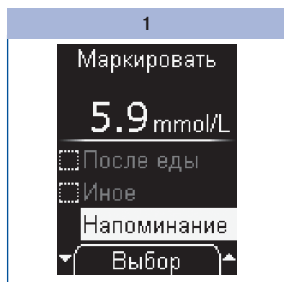 1
Маркировать
5.9 mmol/L
После еды
Иное
Напоминание
Выбор